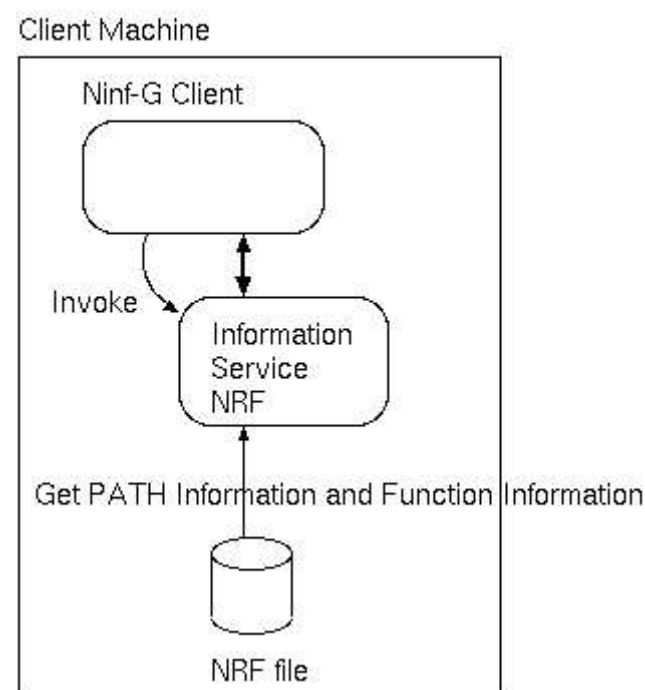 Client Machine
Ninf-G Client
Invoke
Information
Service
NRF
Get PATH Information and Function Information
NRF file